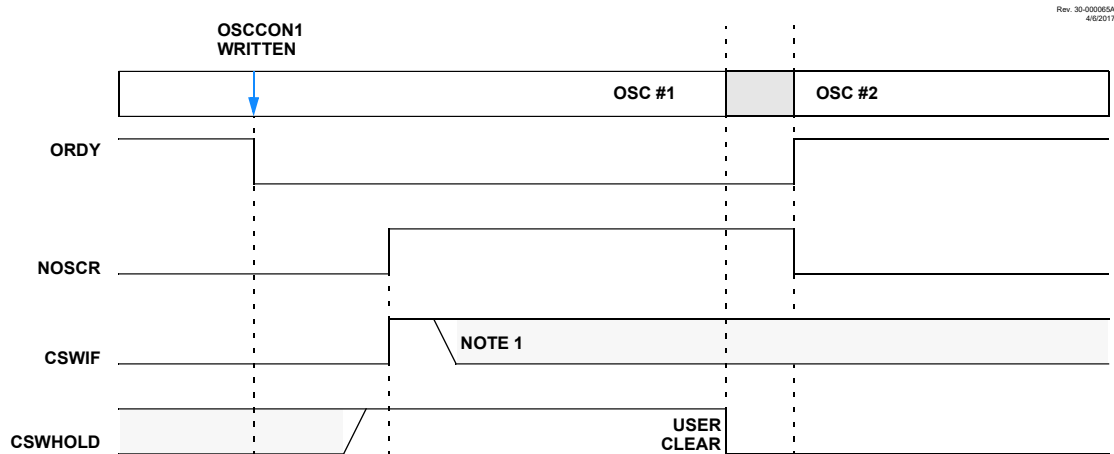 Rev. 30-000065A
4/6/2017
OSCCON1
WRITTEN
OSC #1
OSC #2
ORDY
NOSCR
CSWIF
NOTE 1
CSWHOLD
USER
CLEAR